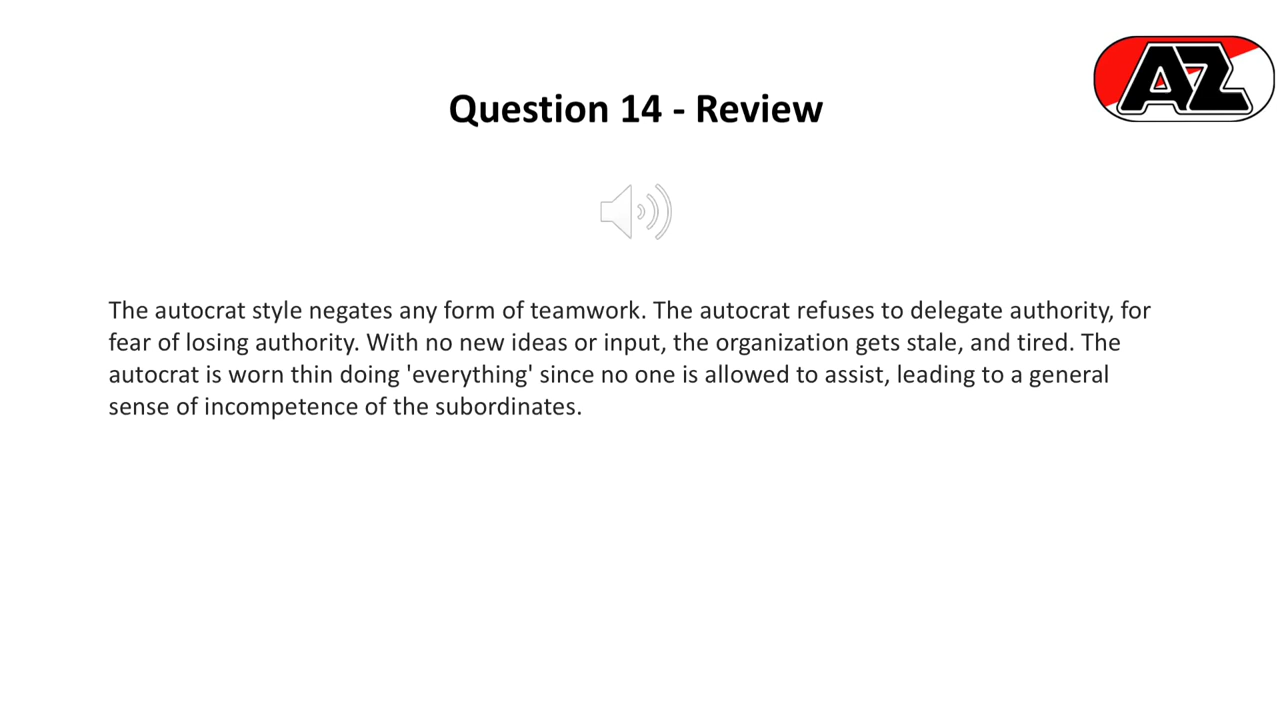 AZ
Question 14 - Review
The autocrat style negates any form of teamwork. The autocrat refuses to delegate authority, for
fear of losing authority. With no new ideas or input, the organization gets stale, and tired. The
autocrat is worn thin doing 'everything' since no one is allowed to assist, leading to a general
sense of incompetence of the subordinates.